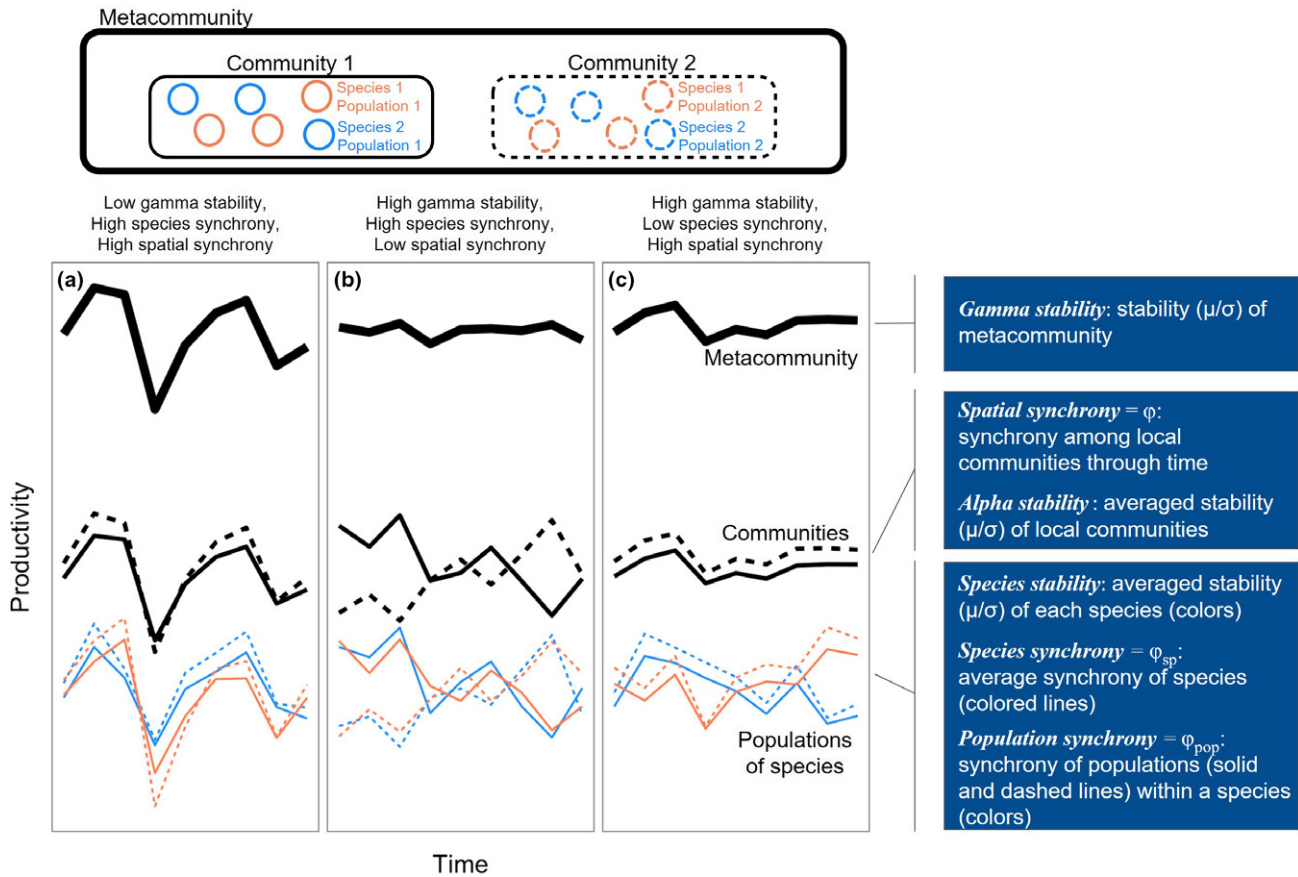 Metacommunity
Community 1
Species 1
Population 1
Species 2
Population 1
Community 2
Species 1
Population 2
Species 2
Population 2
Low gamma stability,
High species synchrony,
High spatial synchrony
High gamma stability,
High species synchrony,
Low spatial synchrony
High gamma stability,
Low species synchrony,
High spatial synchrony
(a)
(b)
(c)
Metacommunity
Communities
Populations
of species
Productivity
Time
Gamma stability: stability (μ/σ) of
metacommunity
Spatial synchrony = φ:
synchrony among local
communities through time
Alpha stability : averaged stability
(μ/σ) of local communities
Species stability: averaged stability
(μ/σ) of each species (colors)
Species synchrony = φsp:
average synchrony of species
(colored lines)
Population synchrony = φpop:
synchrony of populations (solid
and dashed lines) within a species
(colors)